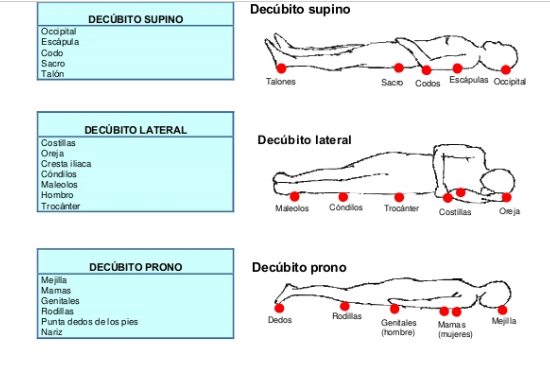 DECÚBITO SUPINO
Occipital
Escápula
Codo
Sacro
Talón
Decúbito supino
Talones Sacro Codos Escápulas Occipital
DECÚBITO LATERAL
Costillas
Oreja
Cresta iliaca
Cóndilos
Maleolos
Hombro
Trocánter
Decúbito lateral
Maleolos Cóndilos Trocánter Costillas Oreja
DECÚBITO PRONO
Mejilla
Mamas
Genitales
Rodillas
Punta dedos de los pies
Nariz
Decúbito prono
Dedos Rodillas Genitales Mamas Mejilla
(hombre) (mujeres)